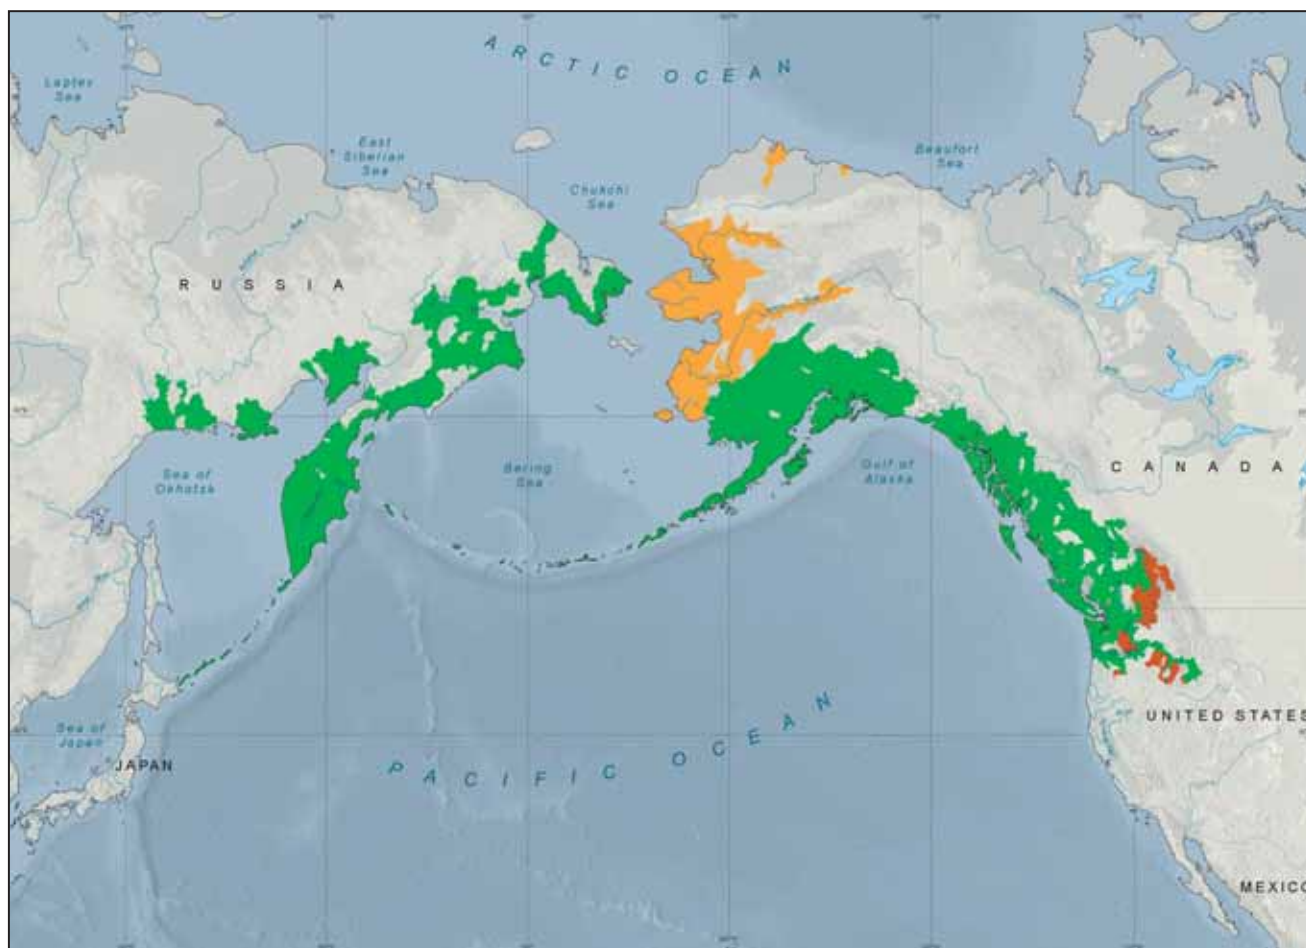 ARCTIC OCEAN
Laptev
Sea
East
Siberian
Sea
Beaufort
Sea
Chukchi
Sea
RUSSIA
CANADA
Sea of
Okhotsk
Bering
Sea
Gulf of
Alaska
UNITED STATES
PACIFIC OCEAN
Sea of
Japan
JAPAN
MEXICO